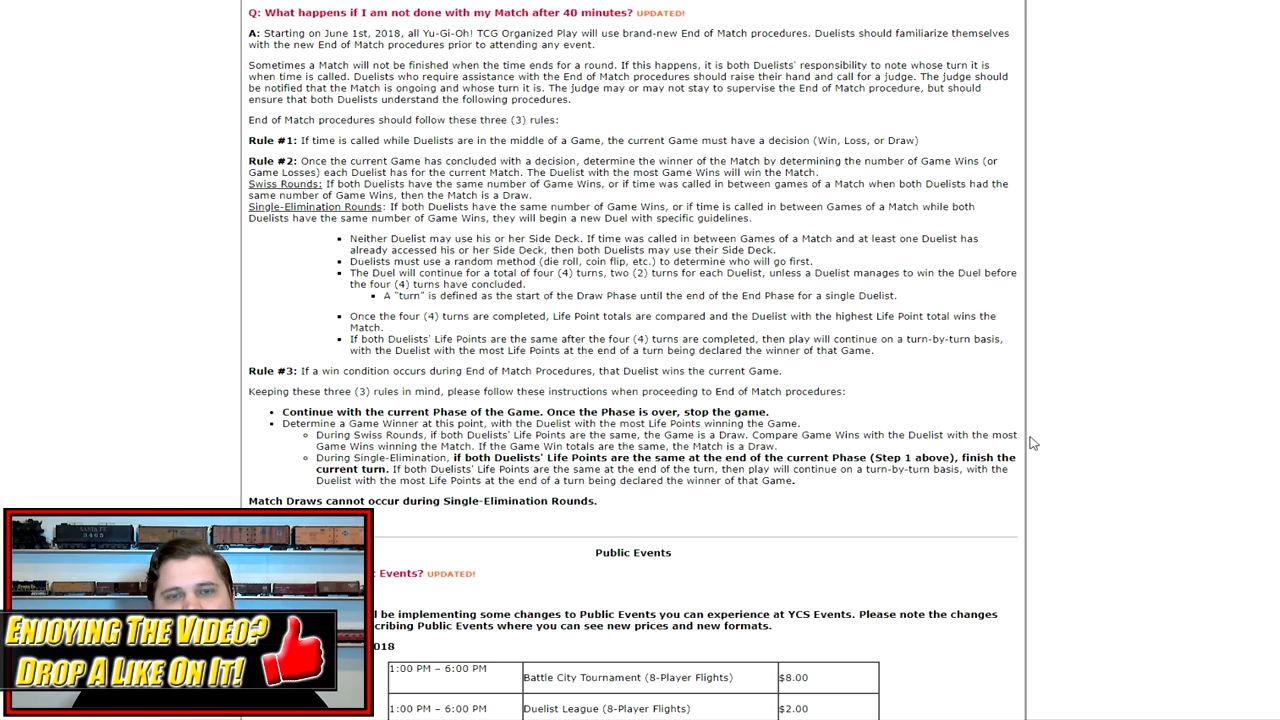 Q: What happens if I am not done with my Match after 40 minutes? UPDATED!
A: Starting on June 1st, 2018, all Yu-Gi-Oh! TCG Organized Play will use brand-new End of Match procedures. Duelists should familiarize themselves
with the new End of Match procedures prior to attending any event.
Sometimes a Match will not be finished when the time ends for a round. If this happens, it is both Duelists' responsibility to note whose turn it is
when time is called. Duelists who require assistance with the End of Match procedures should raise their hand and call for a judge. The judge should
be notified that the Match is ongoing and whose turn it is. The judge may or may not stay to supervise the End of Match procedure, but should
ensure that both Duelists understand the following procedures.
End of Match procedures should follow these three (3) rules:
Rule #1: If time is called while Duelists are in the middle of a Game, the current Game must have a decision (Win, Loss, or Draw)
Rule #2: Once the current Game has concluded with a decision, determine the winner of the Match by determining the number of Game Wins (or
Game Losses) each Duelist has for the current Match. The Duelist with the most Game Wins will win the Match.
Swiss Rounds: If both Duelists have the same number of Game Wins, or if time was called in between games of a Match when both Duelists had the
same number of Game Wins, then the Match is a Draw.
Single-Elimination Rounds: If both Duelists have the same number of Game Wins, or if time is called in between Games of a Match while both
Duelists have the same number of Game Wins, they will begin a new Duel with specific guidelines.
▪ Neither Duelist may use his or her Side Deck. If time was called in between Games of a Match and at least one Duelist has
already accessed his or her Side Deck, then both Duelists may use their Side Deck.
▪ Duelists must use a random method (die roll, coin flip, etc.) to determine who will go first.
▪ The Duel will continue for a total of four (4) turns, two (2) turns for each Duelist, unless a Duelist manages to win the Duel before
the four (4) turns have concluded.
▪ A "turn" is defined as the start of the Draw Phase until the end of the End Phase for a single Duelist.
▪ Once the four (4) turns are completed, Life Point totals are compared and the Duelist with the highest Life Point total wins the
Match.
▪ If both Duelists' Life Points are the same after the four (4) turns are completed, then play will continue on a turn-by-turn basis,
with the Duelist with the most Life Points at the end of a turn being declared the winner of that Game.
Rule #3: If a win condition occurs during End of Match Procedures, that Duelist wins the current Game.
Keeping these three (3) rules in mind, please follow these instructions when proceeding to End of Match procedures:
• Continue with the current Phase of the Game. Once the Phase is over, stop the game.
• Determine a Game Winner at this point, with the Duelist with the most Life Points winning the Game.
○ During Swiss Rounds, if both Duelists' Life Points are the same, the Game is a Draw. Compare Game Wins with the Duelist with the most
Game Wins winning the Match. If the Game Win totals are the same, the Match is a Draw.
○ During Single-Elimination, if both Duelists' Life Points are the same at the end of the current Phase (Step 1 above), finish the
current turn. If both Duelists' Life Points are the same at the end of the turn, then play will continue on a turn-by-turn basis, with the
Duelist with the most Life Points at the end of a turn being declared the winner of that Game.
Match Draws cannot occur during Single-Elimination Rounds.
Public Events
Events? UPDATED!
be implementing some changes to Public Events you can experience at YCS Events. Please note the changes
cribing Public Events where you can see new prices and new formats.
2018
1:00 PM – 6:00 PM Battle City Tournament (8-Player Flights) $8.00
1:00 PM – 6:00 PM Duelist League (8-Player Flights) $2.00
SANTA FE
3465
ENJOYING THE VIDEO?
DROP A LIKE ON IT!